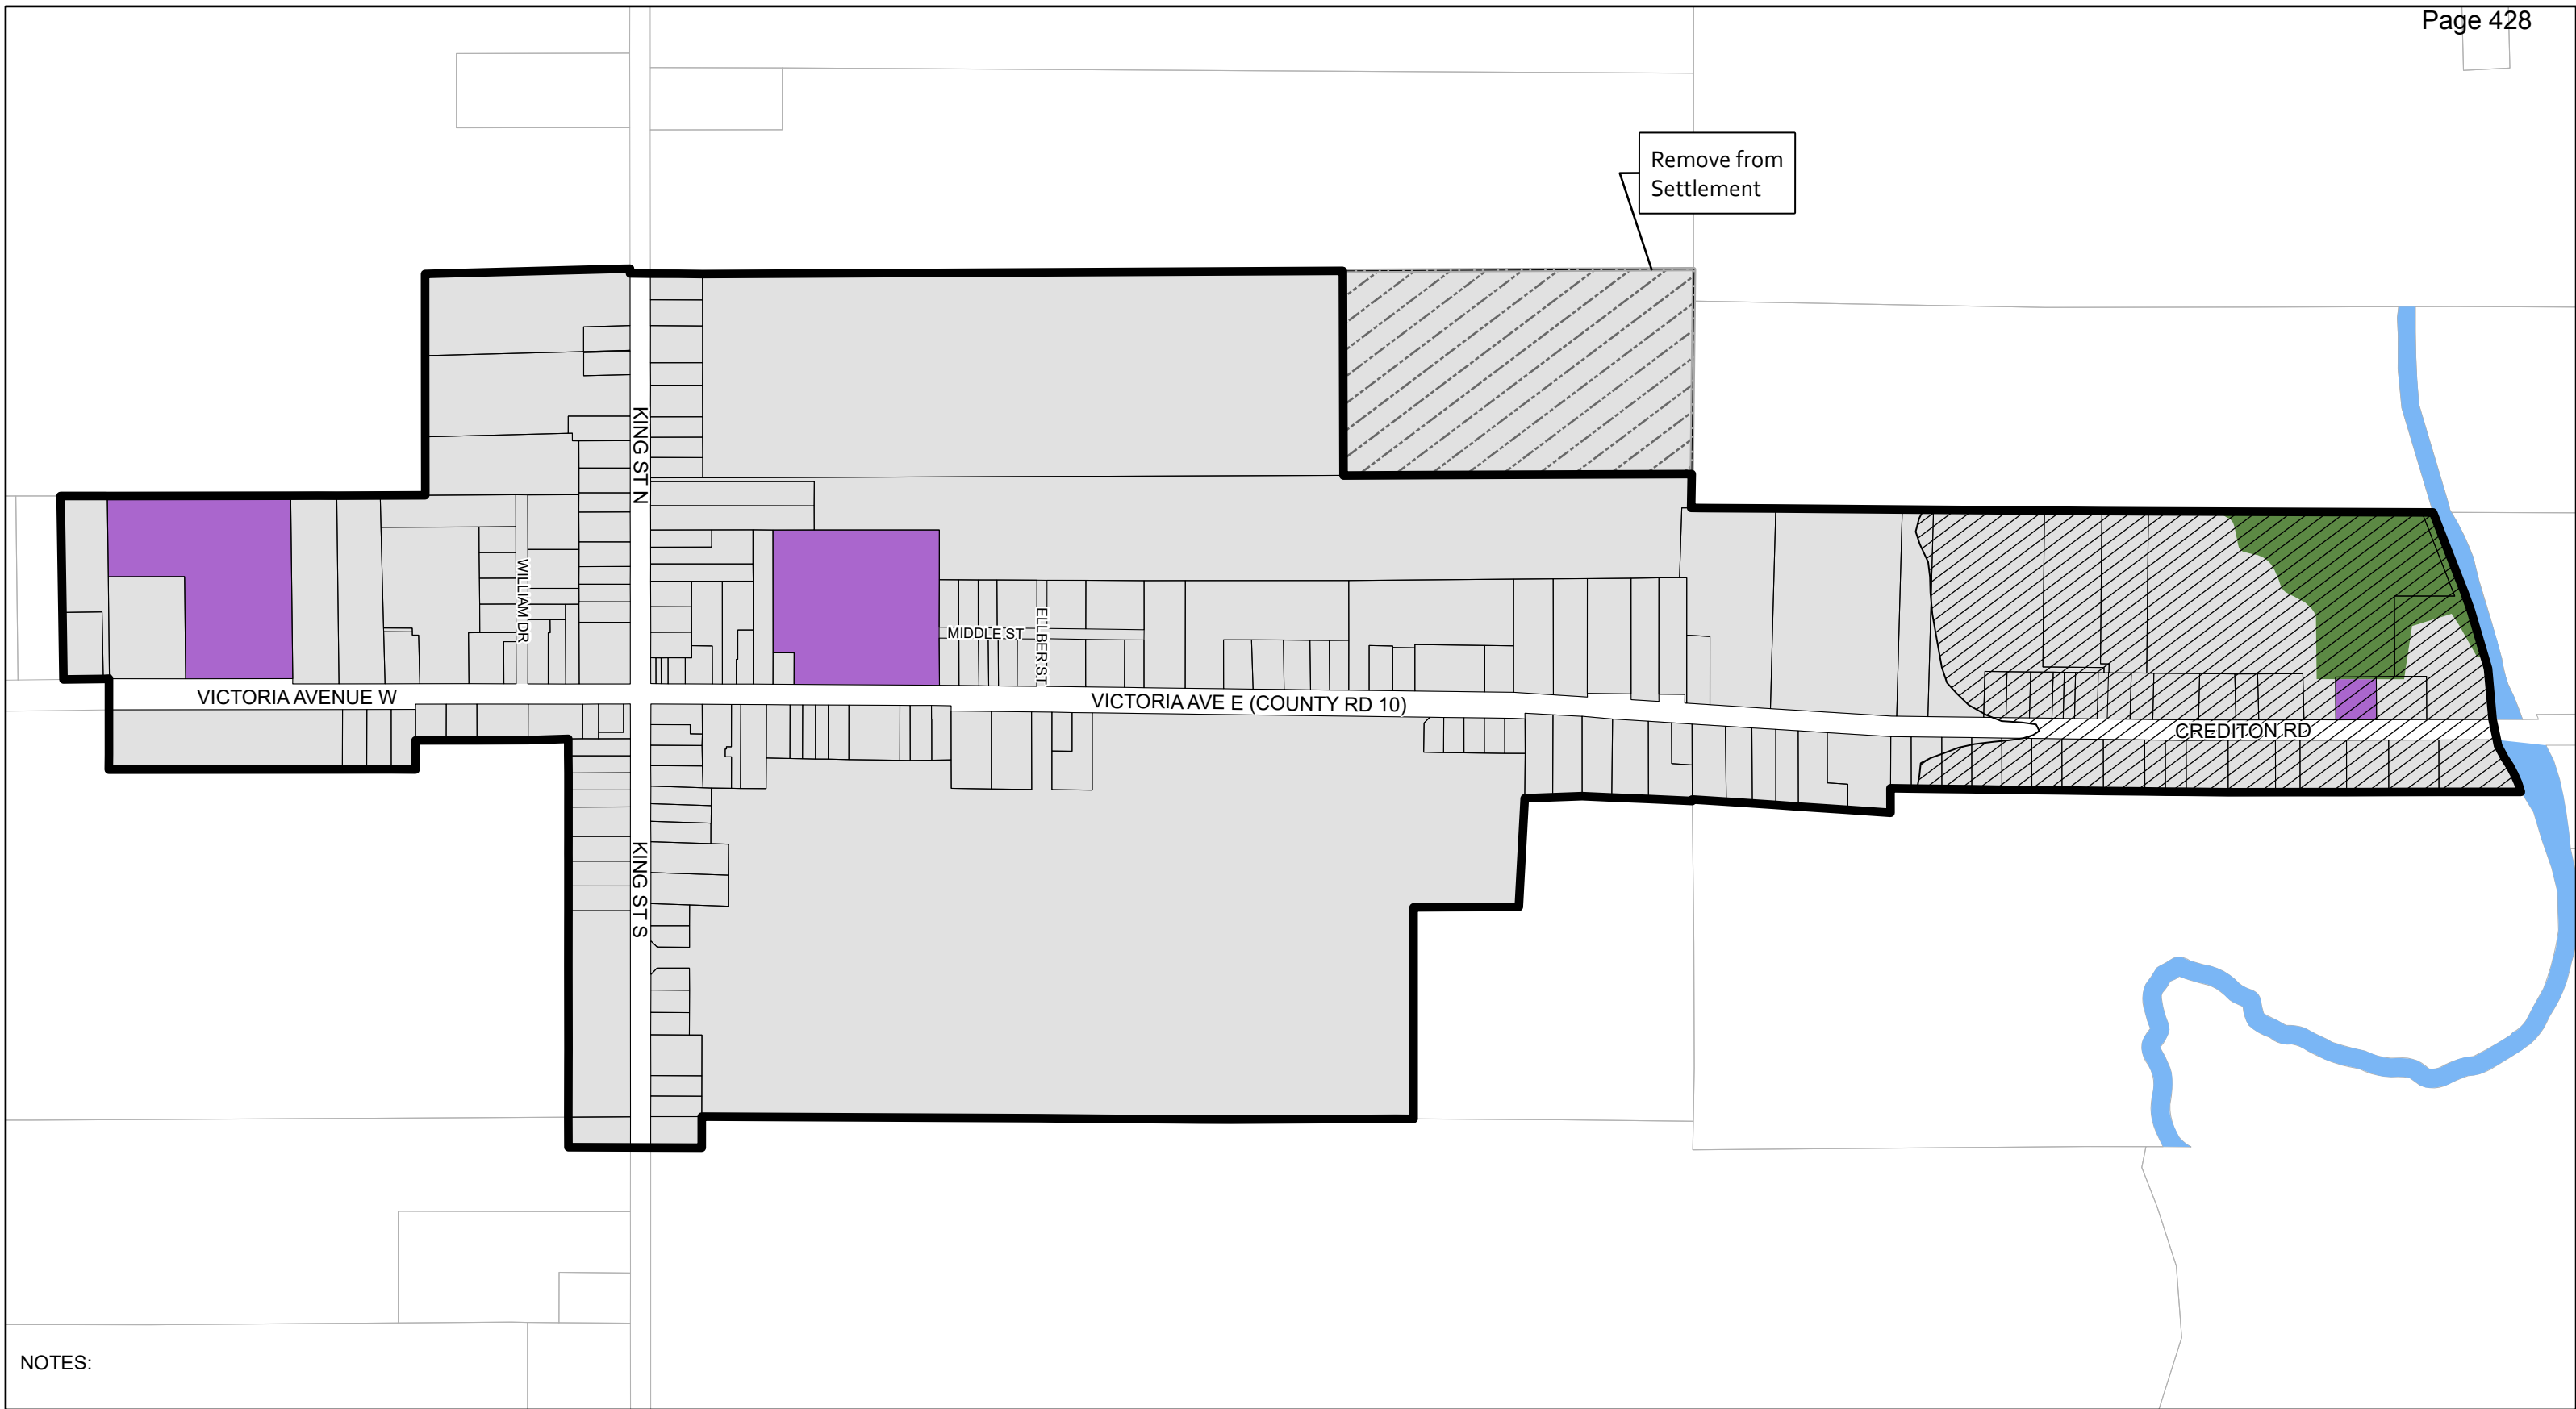 Page 428
Remove from
Settlement
KING ST N
WILLIAM DR
MIDDLE ST
ELLBER ST
VICTORIA AVENUE W
VICTORIA AVE E (COUNTY RD 10)
CREDITON RD
KING ST S
NOTES: